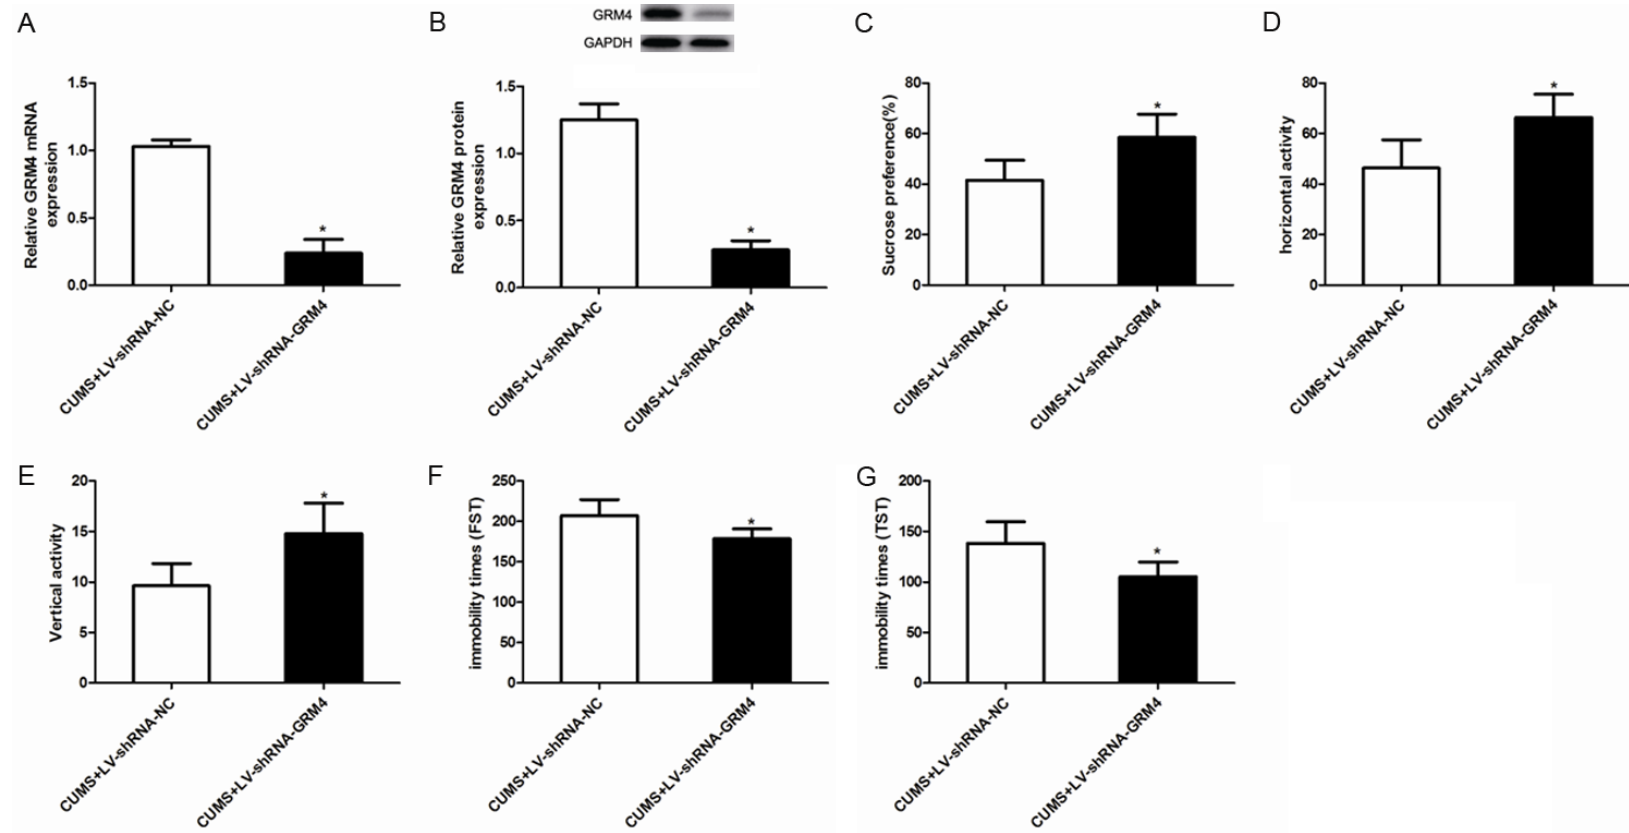 A
Relative GRM4 mRNA
expression
1.5
1.0
0.5
0.0
*
CUMS+LV-shRNA-NC
CUMS+LV-shRNA-GRM4
B
GRM4
GAPDH
Relative GRM4 protein
expression
1.5
1.0
0.5
0.0
*
CUMS+LV-shRNA-NC
CUMS+LV-shRNA-GRM4
C
Sucrose preference(%)
80
60
40
20
0
*
CUMS+LV-shRNA-NC
CUMS+LV-shRNA-GRM4
D
horizontal activity
80
60
40
20
0
*
CUMS+LV-shRNA-NC
CUMS+LV-shRNA-GRM4
E
Vertical activity
20
15
10
5
0
*
CUMS+LV-shRNA-NC
CUMS+LV-shRNA-GRM4
F
immobility times (FST)
250
200
150
100
50
0
*
CUMS+LV-shRNA-NC
CUMS+LV-shRNA-GRM4
G
immobility times (TST)
200
150
100
50
0
*
CUMS+LV-shRNA-NC
CUMS+LV-shRNA-GRM4